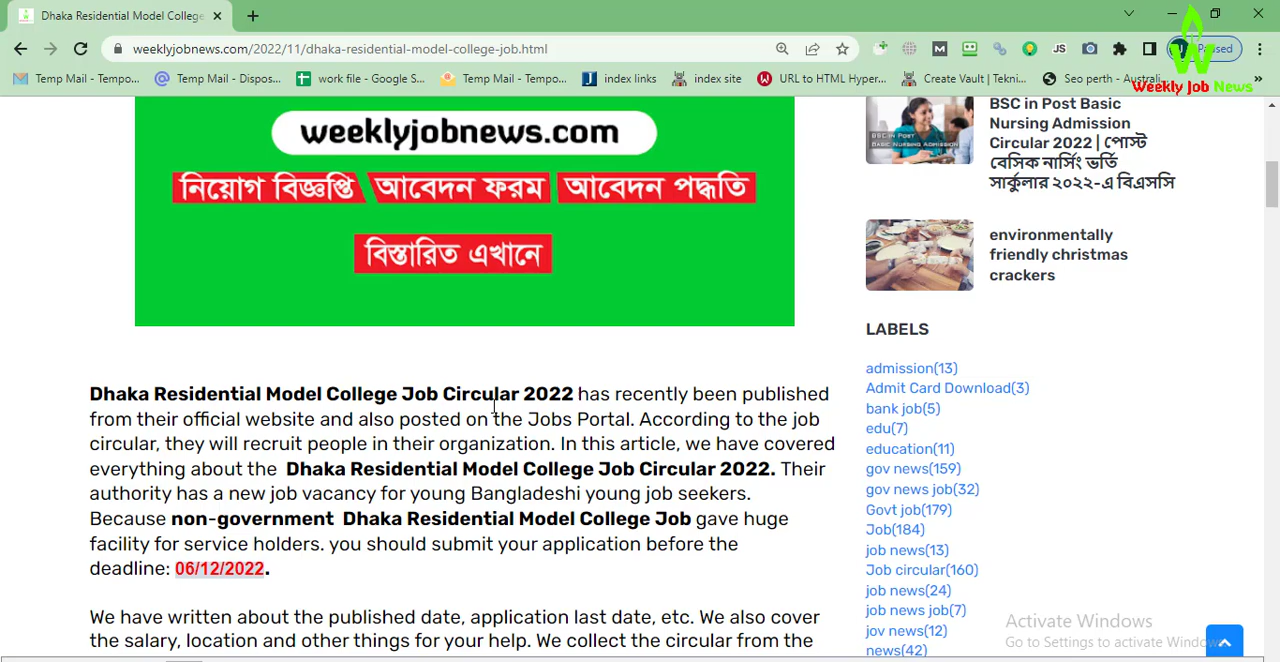 Dhaka Residential Model College
weeklyjobnews.com/2022/11/dhaka-residential-model-college-job.html
Temp Mail - Tempo...
Temp Mail - Dispos...
work file - Google S...
Temp Mail - Tempo...
index links
index site
URL to HTML Hyper...
Create Vault | Tekni...
Seo perth - Australi...
Weekly Job News
weeklyjobnews.com
নিয়োগ বিজ্ঞপ্তি আবেদন ফরম আবেদন পদ্ধতি
বিস্তারিত এখানে
Dhaka Residential Model College Job Circular 2022 has recently been published
from their official website and also posted on the Jobs Portal. According to the job
circular, they will recruit people in their organization. In this article, we have covered
everything about the Dhaka Residential Model College Job Circular 2022. Their
authority has a new job vacancy for young Bangladeshi young job seekers.
Because non-government Dhaka Residential Model College Job gave huge
facility for service holders. you should submit your application before the
deadline: 06/12/2022.
We have written about the published date, application last date, etc. We also cover
the salary, location and other things for your help. We collect the circular from the
BSC IN POST
BASIC NURSING ADMISSION
BSC in Post Basic
Nursing Admission
Circular 2022 | পোস্ট
বেসিক নার্সিং ভর্তি
সার্কুলার ২০২২-এ বিএসসি
environmentally
friendly christmas
crackers
LABELS
admission(13)
Admit Card Download(3)
bank job(5)
edu(7)
education(11)
gov news(159)
gov news job(32)
Govt job(179)
Job(184)
job news(13)
Job circular(160)
job news(24)
job news job(7)
jov news(12)
news(42)
Activate Windows
Go to Settings to activate Windows.